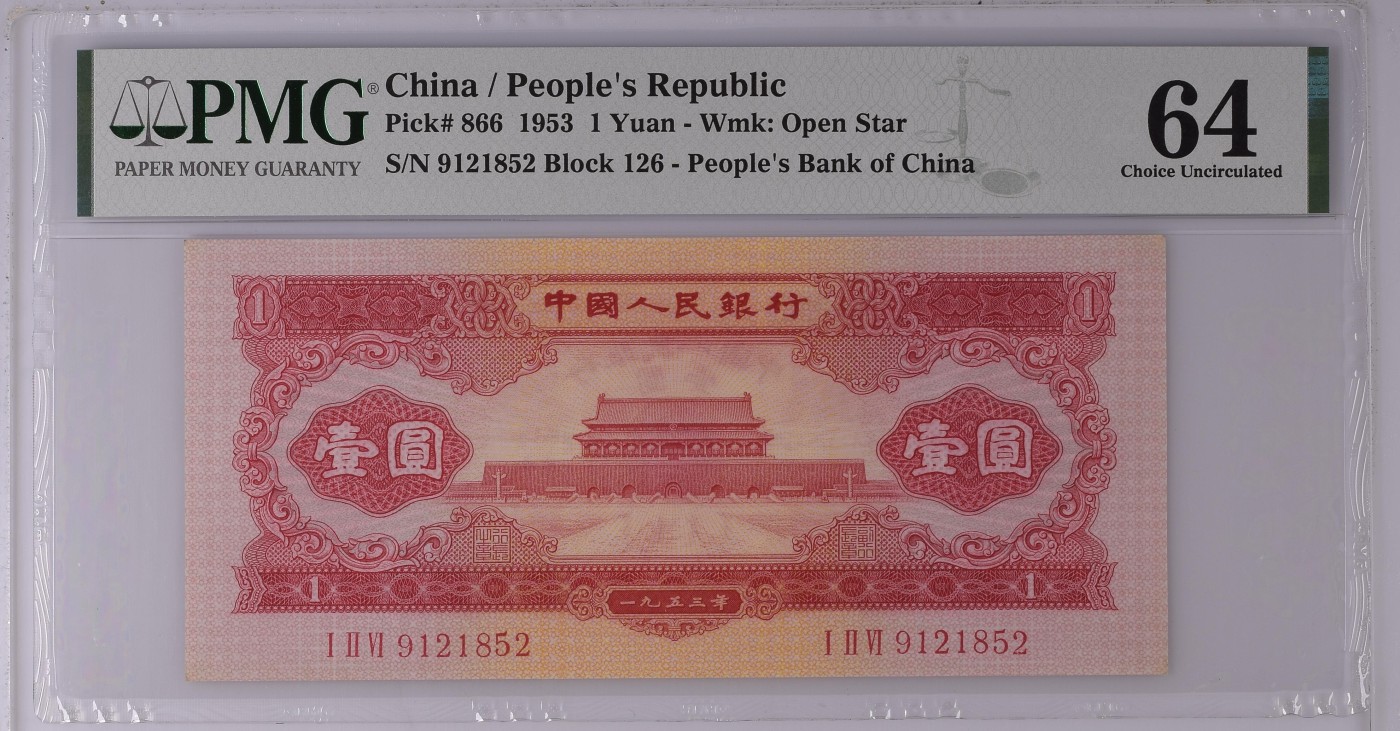 PMG®
PAPER MONEY GUARANTY
China / People's Republic
Pick# 866 1953 1 Yuan - Wmk: Open Star
S/N 9121852 Block 126 - People's Bank of China
64
Choice Uncirculated
1 中國人民銀行 1
壹圓 壹圓
1 一九五三年 1
I II VI 9121852 I II VI 9121852